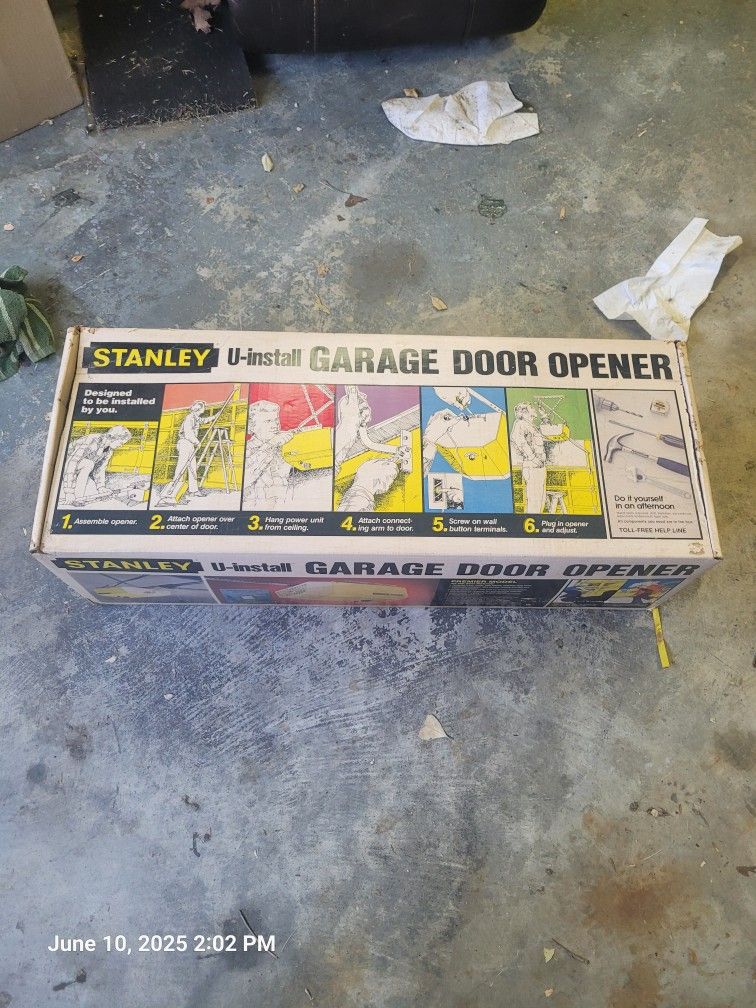 STANLEY U-install GARAGE DOOR OPENER
Designed
to be installed
by you.
1. Assemble opener.
2. Attach opener over
center of door.
3. Hang power unit
from ceiling.
4. Attach connect-
ing arm to door.
5. Screw on wall
button terminals.
6. Plug in opener
and adjust.
Do it yourself
in an afternoon
TOLL-FREE HELP LINE
STANLEY U-install GARAGE DOOR OPENER
PREMIER MODEL
June 10, 2025 2:02 PM